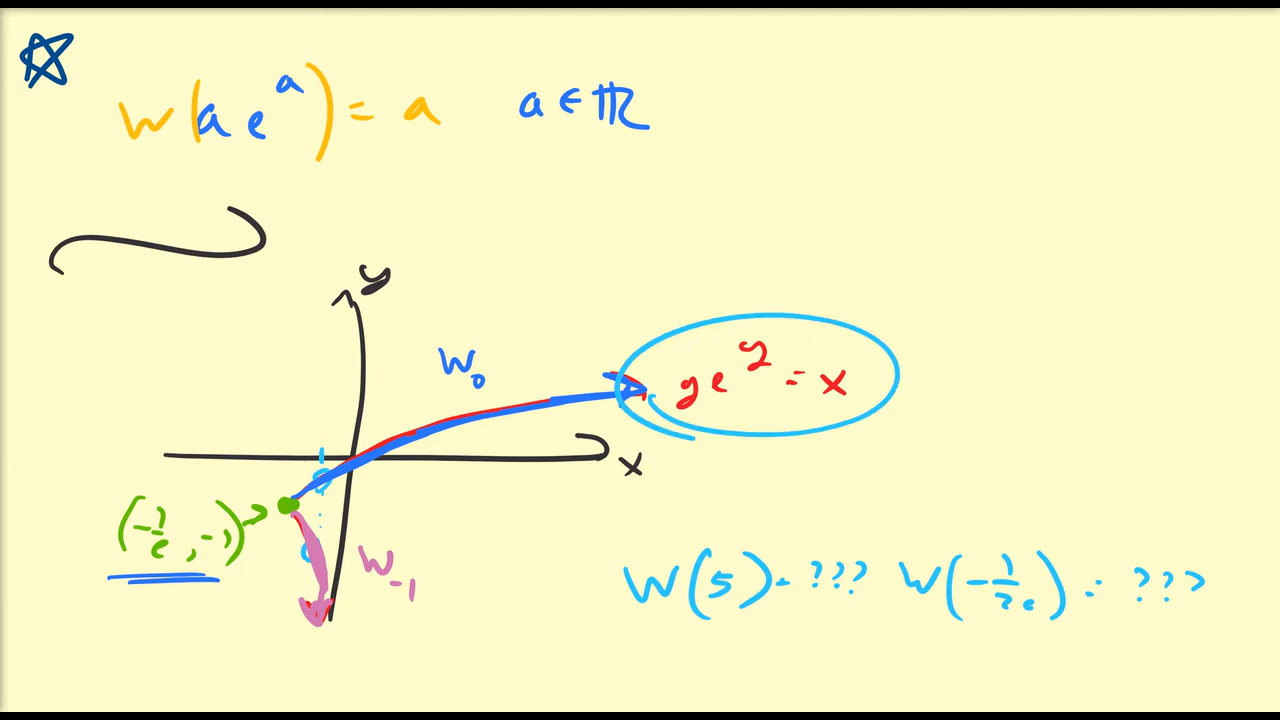 W(ae^a) = a   a ∈ ℝ
y
W₀
ye^y = x
x
(-1/e, -1)
W₋₁
W(5) = ??? W(-1/2e) = ???